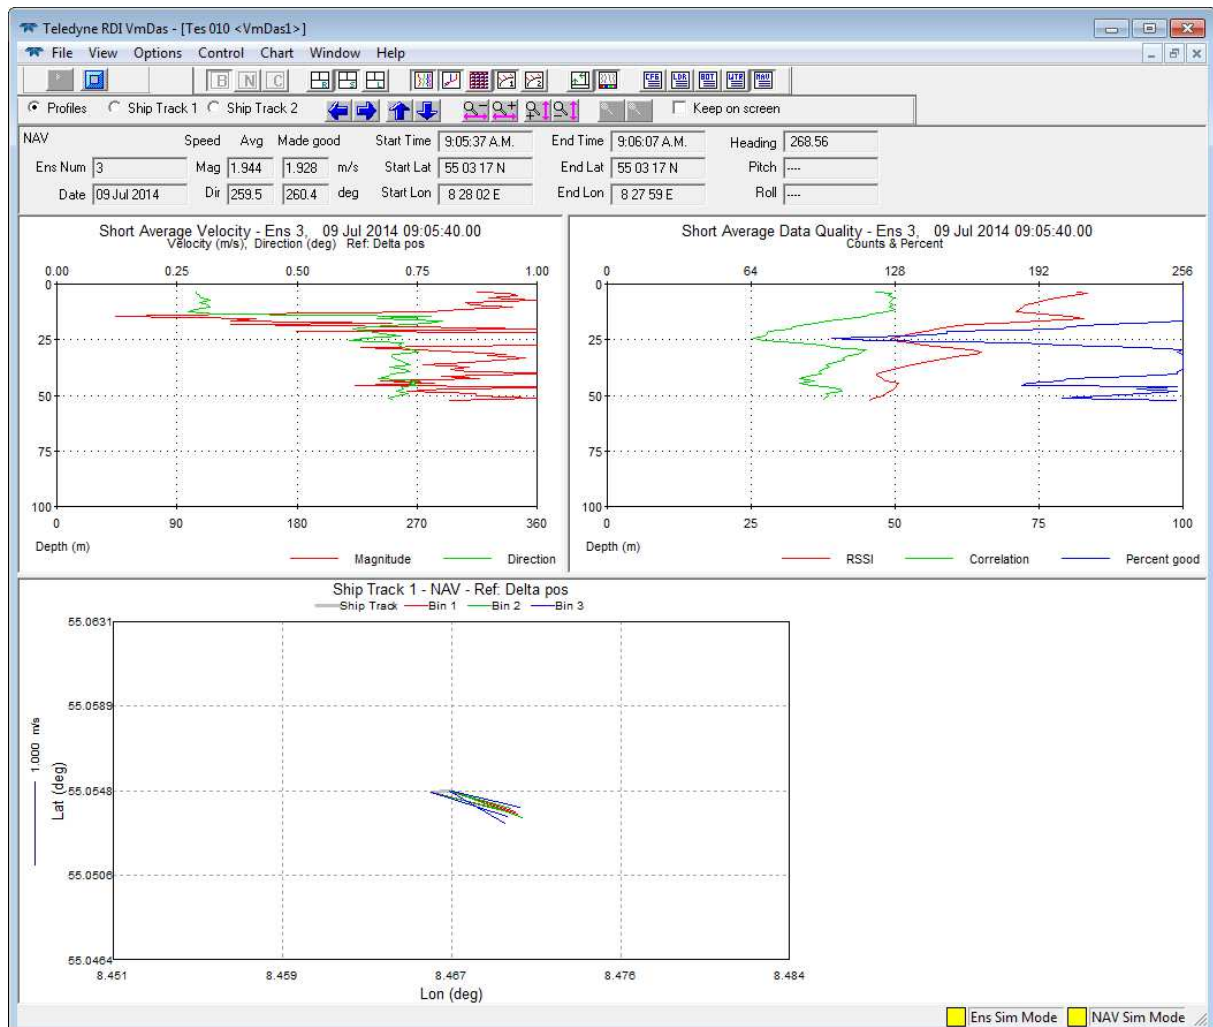 Teledyne RDI VmDas - [Tes 010 <VmDas1>]
File View Options Control Chart Window Help
B N C R S L 1 2 CFG LDR BOT WTR NAV
Profiles Ship Track 1 Ship Track 2 Keep on screen
NAV Speed Avg Made good Start Time 9:05:37 A.M. End Time 9:06:07 A.M. Heading 268.56
Ens Num 3 Mag 1.944 1.928 m/s Start Lat 55 03 17 N End Lat 55 03 17 N Pitch ----
Date 09 Jul 2014 Dir 259.5 260.4 deg Start Lon 8 28 02 E End Lon 8 27 59 E Roll ----
Short Average Velocity - Ens 3, 09 Jul 2014 09:05:40.00
Velocity (m/s), Direction (deg) Ref: Delta pos
0.00 0.25 0.50 0.75 1.00
0
25
50
75
100
0 90 180 270 360
Depth (m)
Magnitude Direction
Short Average Data Quality - Ens 3, 09 Jul 2014 09:05:40.00
Counts & Percent
0 64 128 192 256
0
25
50
75
100
0 25 50 75 100
Depth (m)
RSSI Correlation Percent good
Ship Track 1 - NAV - Ref: Delta pos
Ship Track Bin 1 Bin 2 Bin 3
55.0631
55.0589
55.0548
55.0506
55.0464
1.000 m/s
Lat (deg)
8.451 8.459 8.467 8.476 8.484
Lon (deg)
Ens Sim Mode NAV Sim Mode